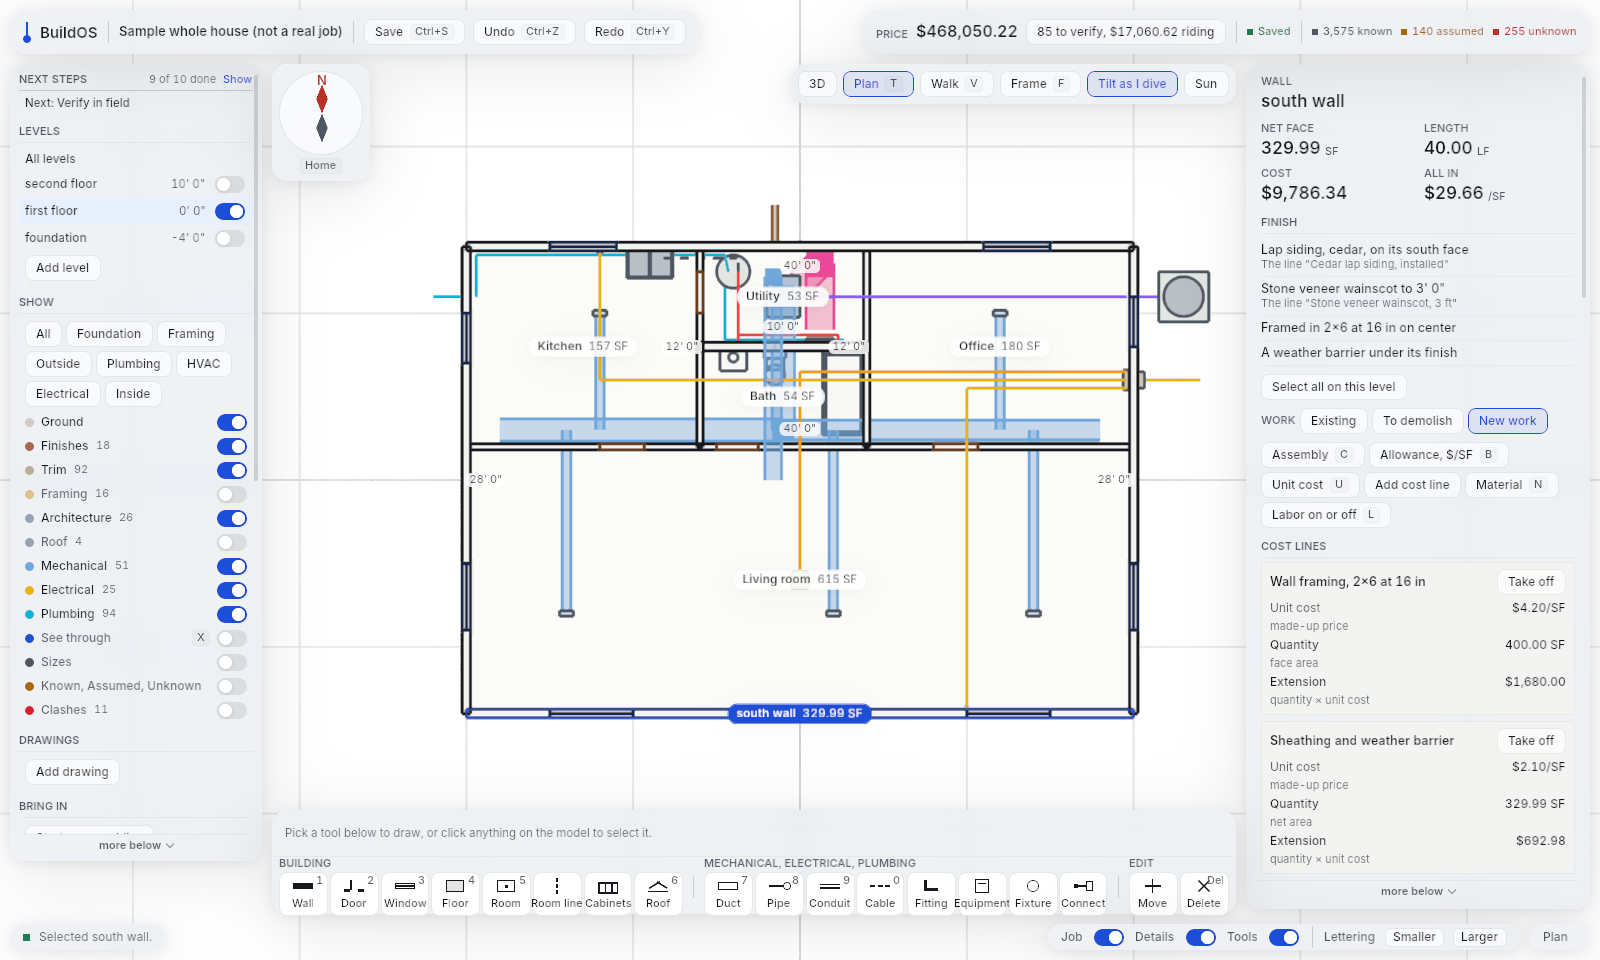 BuildOS
Sample whole house (not a real job)
Save Ctrl+S
Undo Ctrl+Z
Redo Ctrl+Y
PRICE $468,050.22
85 to verify, $17,060.62 riding
Saved
3,575 known
140 assumed
255 unknown
NEXT STEPS 9 of 10 done Show
Next: Verify in field
LEVELS
All levels
second floor 10' 0"
first floor 0' 0"
foundation -4' 0"
Add level
SHOW
All Foundation Framing
Outside Plumbing HVAC
Electrical Inside
Ground
Finishes 18
Trim 92
Framing 16
Architecture 26
Roof 4
Mechanical 51
Electrical 25
Plumbing 94
See through X
Sizes
Known, Assumed, Unknown
Clashes 11
DRAWINGS
Add drawing
BRING IN
more below
N
Home
3D
Plan T
Walk V
Frame F
Tilt as I dive
Sun
40' 0"
Utility 53 SF
10' 0"
Kitchen 157 SF
12' 0"
12' 0"
Office 180 SF
Bath 54 SF
40' 0"
28' 0"
28' 0"
Living room 615 SF
south wall 329.99 SF
WALL
south wall
NET FACE LENGTH
329.99 SF 40.00 LF
COST ALL IN
$9,786.34 $29.66 /SF
FINISH
Lap siding, cedar, on its south face
The line "Cedar lap siding, installed"
Stone veneer wainscot to 3' 0"
The line "Stone veneer wainscot, 3 ft"
Framed in 2×6 at 16 in on center
A weather barrier under its finish
Select all on this level
WORK Existing To demolish New work
Assembly C Allowance, $/SF B
Unit cost U Add cost line Material N
Labor on or off L
COST LINES
Wall framing, 2×6 at 16 in Take off
Unit cost $4.20/SF
made-up price
Quantity 400.00 SF
face area
Extension $1,680.00
quantity × unit cost
Sheathing and weather barrier Take off
Unit cost $2.10/SF
made-up price
Quantity 329.99 SF
net area
Extension $692.98
quantity × unit cost
more below
Pick a tool below to draw, or click anything on the model to select it.
BUILDING
Wall 1
Door 2
Window 3
Floor 4
Room 5
Room line
Cabinets
Roof 6
MECHANICAL, ELECTRICAL, PLUMBING
Duct 7
Pipe 8
Conduit 9
Cable 0
Fitting
Equipment
Fixture
Connect
EDIT
Move
Delete Del
Selected south wall.
Job Details Tools Lettering Smaller Larger Plan